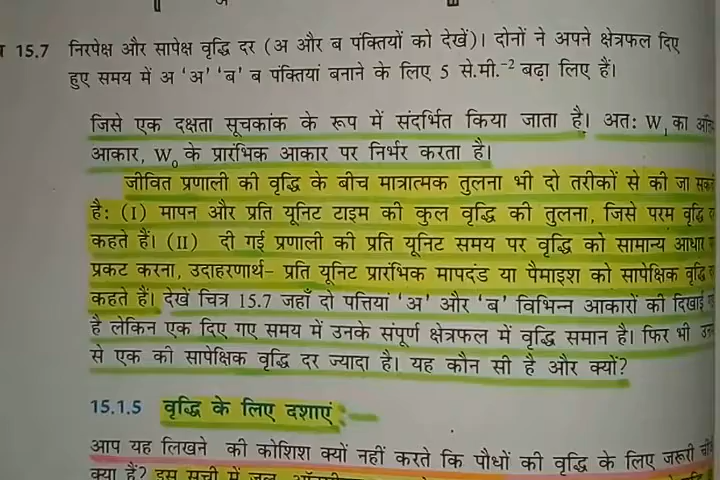 15.7 निरपेक्ष और सापेक्ष वृद्धि दर (अ और ब पंक्तियों को देखें)। दोनों ने अपने क्षेत्रफल दिए
हुए समय में अ 'अ' 'ब' ब पंक्तियां बनाने के लिए 5 से.मी.⁻² बढ़ा लिए हैं।
जिसे एक दक्षता सूचकांक के रूप में संदर्भित किया जाता है। अत: W₁ का
आकार, W₀ के प्रारंभिक आकार पर निर्भर करता है।
जीवित प्रणाली की वृद्धि के बीच मात्रात्मक तुलना भी दो तरीकों से की जा
है: (I) मापन और प्रति यूनिट टाइम की कुल वृद्धि की तुलना, जिसे परम वृद्धि
कहते हैं। (II) दी गई प्रणाली की प्रति यूनिट समय पर वृद्धि को सामान्य आधार
प्रकट करना, उदाहरणार्थ– प्रति यूनिट प्रारंभिक मापदंड या पैमाइश को सापेक्षिक वृद्धि
कहते हैं। देखें चित्र 15.7 जहाँ दो पत्तियां 'अ' और 'ब' विभिन्न आकारों की दिखाई
है लेकिन एक दिए गए समय में उनके संपूर्ण क्षेत्रफल में वृद्धि समान है। फिर भी
से एक की सापेक्षिक वृद्धि दर ज्यादा है। यह कौन सी है और क्यों?
15.1.5 वृद्धि के लिए दशाएं
आप यह लिखने की कोशिश क्यों नहीं करते कि पौधों की वृद्धि के लिए जरूरी
क्या हैं? इस सूची में जल,